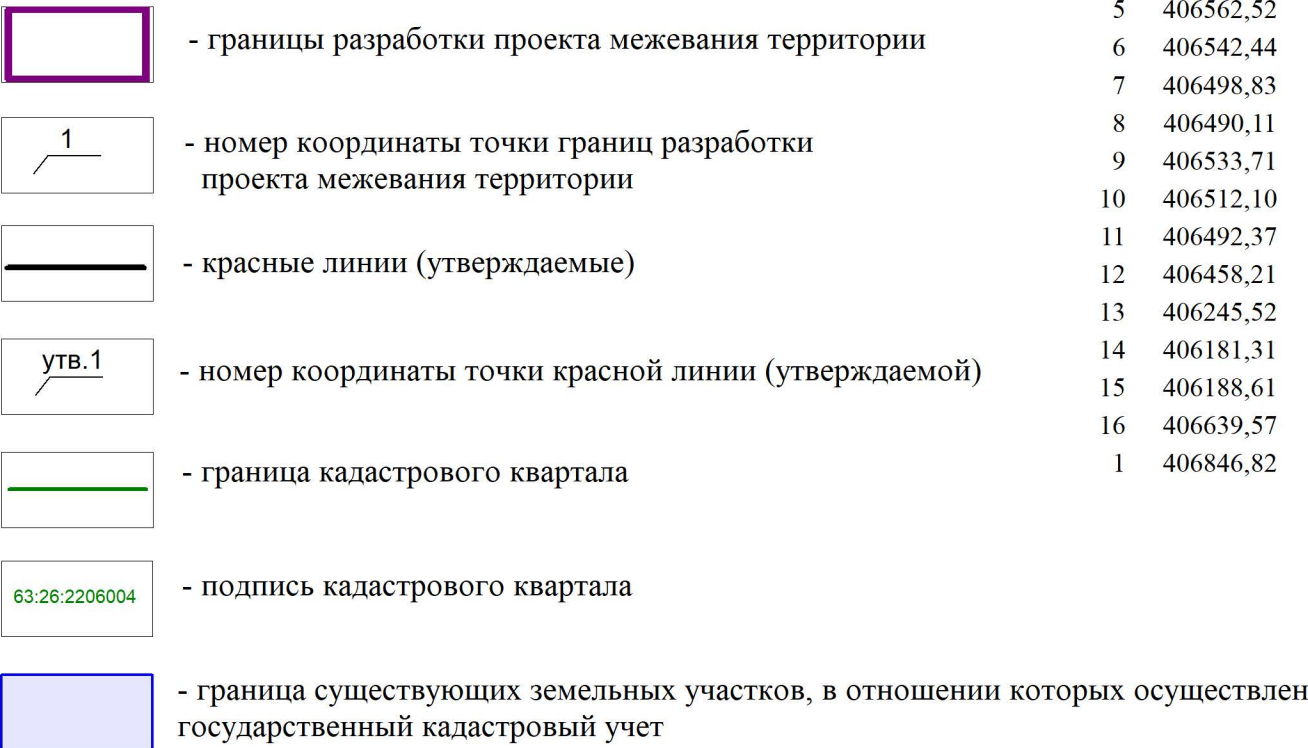 - границы разработки проекта межевания территории
1
- номер координаты точки границ разработки
проекта межевания территории
- красные линии (утверждаемые)
утв.1
- номер координаты точки красной линии (утверждаемой)
- граница кадастрового квартала
63:26:2206004
- подпись кадастрового квартала
- граница существующих земельных участков, в отношении которых осуществлен
государственный кадастровый учет
5 406562,52
6 406542,44
7 406498,83
8 406490,11
9 406533,71
10 406512,10
11 406492,37
12 406458,21
13 406245,52
14 406181,31
15 406188,61
16 406639,57
1 406846,82